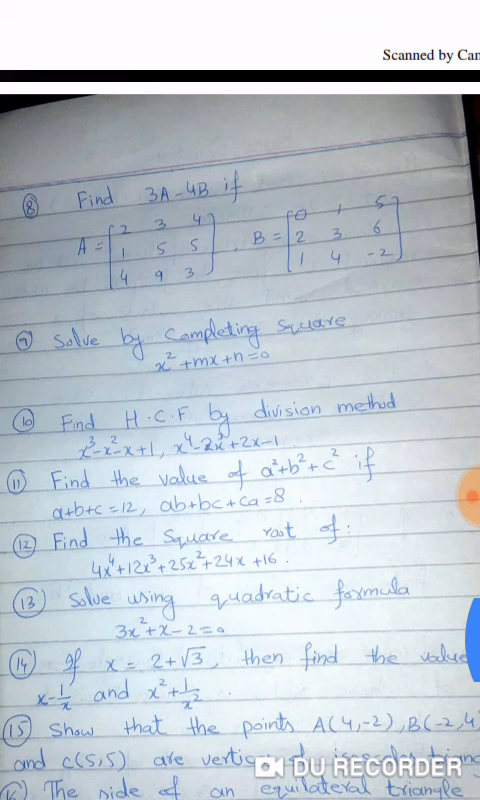 Scanned by Can
⑧ Find 3A-4B if
A = [2 3 4
1 5 5
4 9 3], B = [0 1 5
2 3 6
1 4 -2]
⑨ Solve by Completing Square
x² + mx + n = 0
⑩ Find H.C.F by division method
x³-x²-x+1, x⁴-2x³+2x-1
⑪ Find the value of a²+b²+c² if
a+b+c=12, ab+bc+ca=8.
⑫ Find the Square root of:
4x⁴+12x³+25x²+24x+16.
⑬ Solve using quadratic formula
3x²+x-2=0
⑭ If x = 2+√3, then find the value
x-1/x and x²+1/x².
⑮ Show that the points A(4,-2), B(-2,4)
and C(5,5) are
DU RECORDER
The side of an equilateral triangle